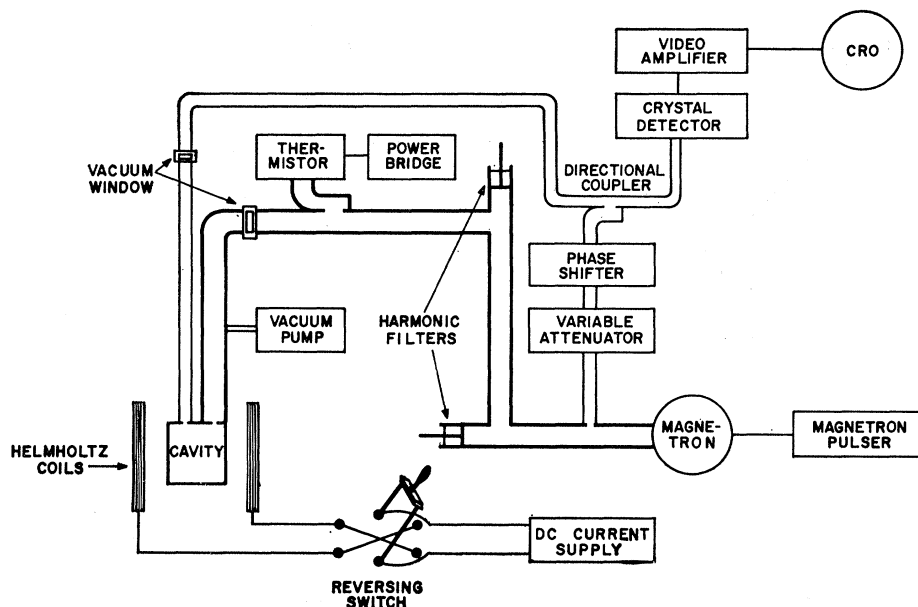 VIDEO
AMPLIFIER
CRO
CRYSTAL
DETECTOR
THER-
MISTOR
POWER
BRIDGE
VACUUM
WINDOW
DIRECTIONAL
COUPLER
PHASE
SHIFTER
VACUUM
PUMP
HARMONIC
FILTERS
VARIABLE
ATTENUATOR
HELMHOLTZ
COILS
CAVITY
MAGNE-
TRON
MAGNETRON
PULSER
DC CURRENT
SUPPLY
REVERSING
SWITCH